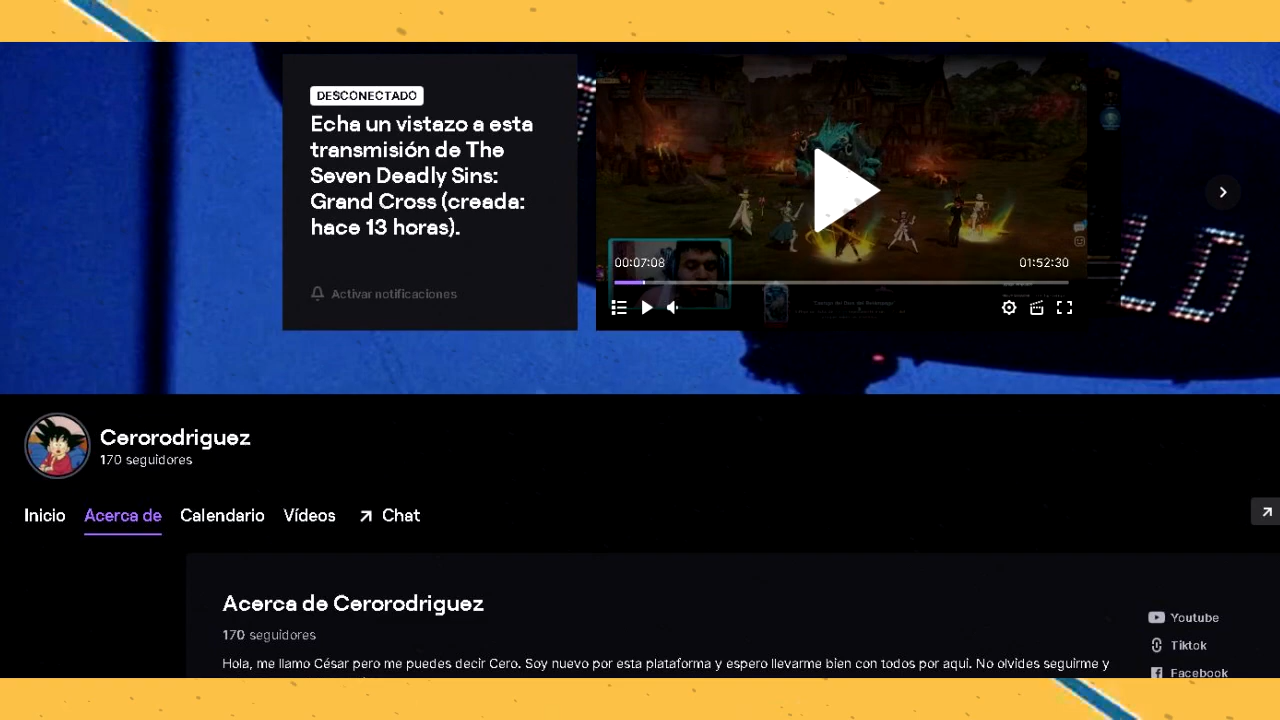 DESCONECTADO
Echa un vistazo a esta
transmisión de The
Seven Deadly Sins:
Grand Cross (creada:
hace 13 horas).
Activar notificaciones
00:07:08
01:52:30
LD
Cerorodriguez
170 seguidores
Inicio
Acerca de
Calendario
Vídeos
Chat
Acerca de Cerorodriguez
170 seguidores
Hola, me llamo César pero me puedes decir Cero. Soy nuevo por esta plataforma y espero llevarme bien con todos por aqui. No olvides seguirme y
Youtube
Tiktok
Facebook